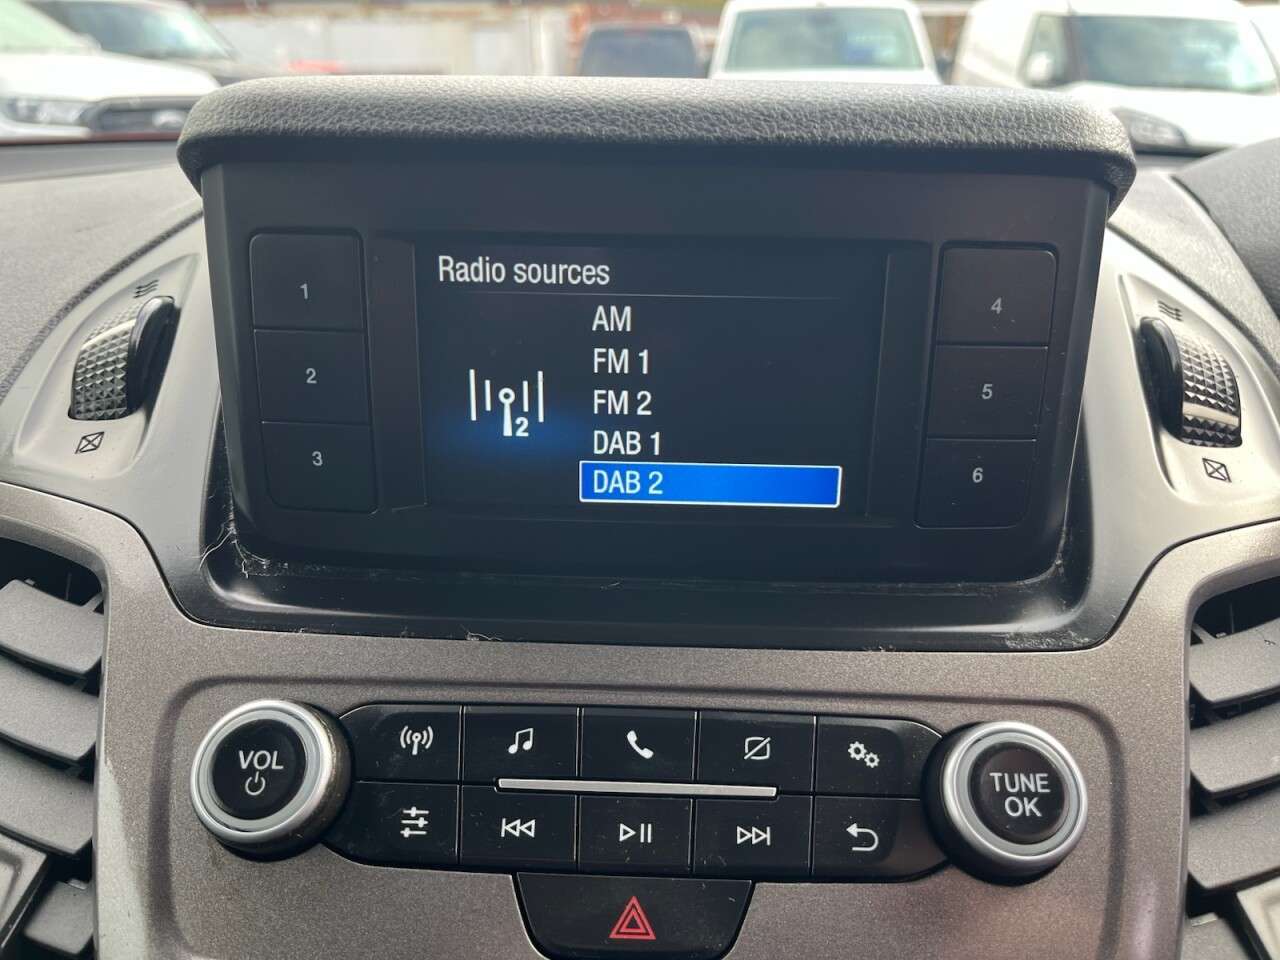 Radio sources
AM
FM 1
FM 2
DAB 1
DAB 2
2
1
2
3
4
5
6
VOL
TUNE
OK